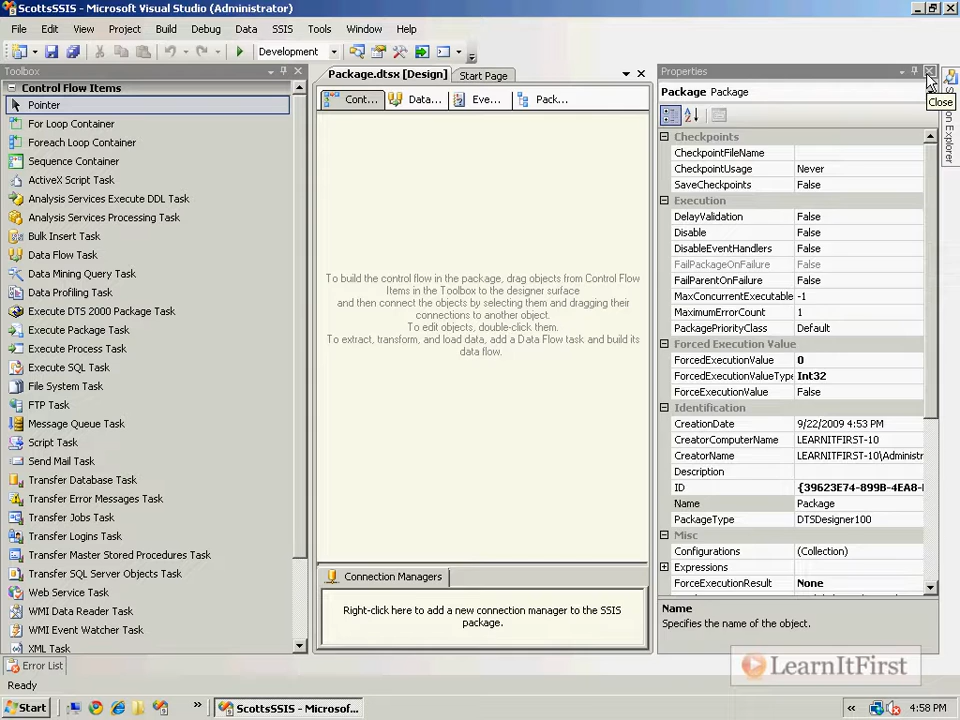 ScottsSSIS - Microsoft Visual Studio (Administrator)
File Edit View Project Build Debug Data SSIS Tools Window Help
Development
Toolbox
Control Flow Items
Pointer
For Loop Container
Foreach Loop Container
Sequence Container
ActiveX Script Task
Analysis Services Execute DDL Task
Analysis Services Processing Task
Bulk Insert Task
Data Flow Task
Data Mining Query Task
Data Profiling Task
Execute DTS 2000 Package Task
Execute Package Task
Execute Process Task
Execute SQL Task
File System Task
FTP Task
Message Queue Task
Script Task
Send Mail Task
Transfer Database Task
Transfer Error Messages Task
Transfer Jobs Task
Transfer Logins Task
Transfer Master Stored Procedures Task
Transfer SQL Server Objects Task
Web Service Task
WMI Data Reader Task
WMI Event Watcher Task
XML Task
Package.dtsx [Design] Start Page
Cont... Data... Eve... Pack...
To build the control flow in the package, drag objects from Control Flow
Items in the Toolbox to the designer surface
and then connect the objects by selecting them and dragging their
connections to another object.
To edit objects, double-click them.
To extract, transform, and load data, add a Data Flow task and build its
data flow.
Connection Managers
Right-click here to add a new connection manager to the SSIS
package.
Properties
Package Package
Close
Checkpoints
CheckpointFileName
CheckpointUsage Never
SaveCheckpoints False
Execution
DelayValidation False
Disable False
DisableEventHandlers False
FailPackageOnFailure False
FailParentOnFailure False
MaxConcurrentExecutable -1
MaximumErrorCount 1
PackagePriorityClass Default
Forced Execution Value
ForcedExecutionValue 0
ForcedExecutionValueType Int32
ForceExecutionValue False
Identification
CreationDate 9/22/2009 4:53 PM
CreatorComputerName LEARNITFIRST-10
CreatorName LEARNITFIRST-10\Administr
Description
ID {39623E74-899B-4EA8-
Name Package
PackageType DTSDesigner100
Misc
Configurations (Collection)
Expressions
ForceExecutionResult None
Name
Specifies the name of the object.
on Explorer
Error List
Ready
LearnItFirst
Start
ScottsSSIS - Microsof...
4:58 PM